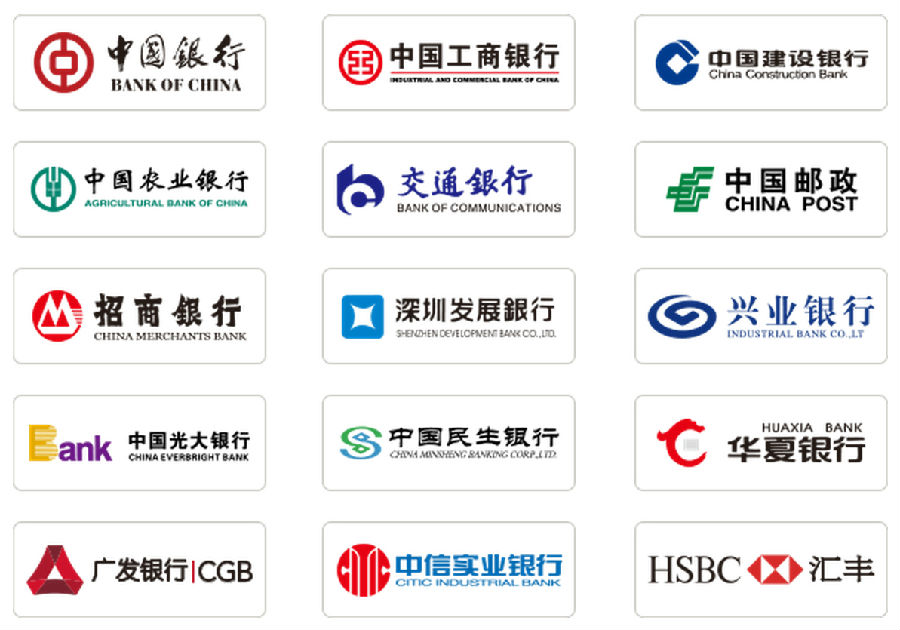 中國銀行
BANK OF CHINA
中国工商银行
INDUSTRIAL AND COMMERCIAL BANK OF CHINA
中国建设银行
China Construction Bank
中国农业银行
AGRICULTURAL BANK OF CHINA
交通銀行
BANK OF COMMUNICATIONS
中国邮政
CHINA POST
招商银行
CHINA MERCHANTS BANK
深圳发展銀行
SHENZHEN DEVELOPMENT BANK CO.,LTD.
兴业银行
INDUSTRIAL BANK CO.,LT
Bank
中国光大银行
CHINA EVERBRIGHT BANK
中国民生银行
CHINA MINSHENG BANKING CORP.,LTD.
HUAXIA BANK
华夏银行
广发银行|CGB
中信实业银行
CITIC INDUSTRIAL BANK
HSBC 汇丰